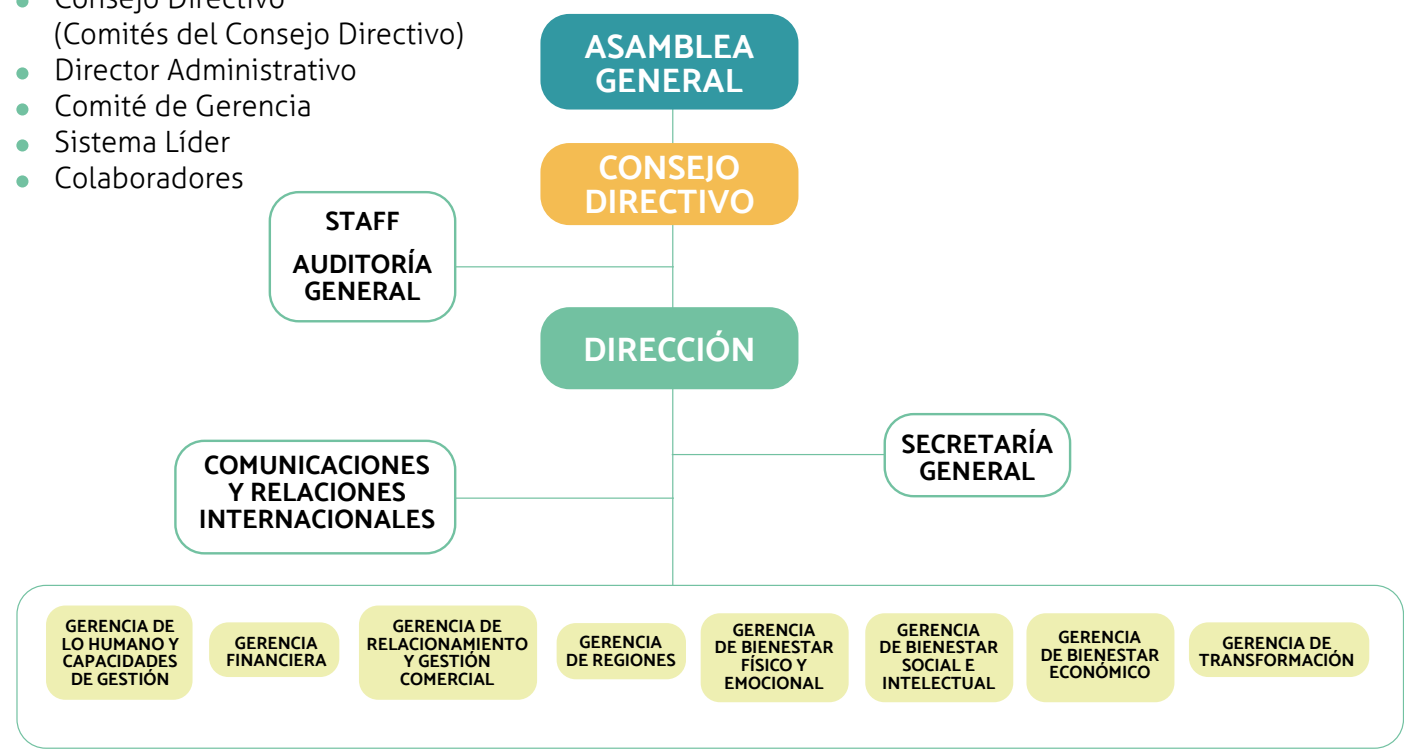 Consejo Directivo
(Comités del Consejo Directivo)
Director Administrativo
Comité de Gerencia
Sistema Líder
Colaboradores
ASAMBLEA
GENERAL
CONSEJO
DIRECTIVO
STAFF
AUDITORÍA
GENERAL
DIRECCIÓN
SECRETARÍA
GENERAL
COMUNICACIONES
Y RELACIONES
INTERNACIONALES
GERENCIA DE
LO HUMANO Y
CAPACIDADES
DE GESTIÓN
GERENCIA
FINANCIERA
GERENCIA DE
RELACIONAMIENTO
Y GESTIÓN
COMERCIAL
GERENCIA
DE REGIONES
GERENCIA
DE BIENESTAR
FÍSICO Y
EMOCIONAL
GERENCIA
DE BIENESTAR
SOCIAL E
INTELECTUAL
GERENCIA
DE BIENESTAR
ECONÓMICO
GERENCIA DE
TRANSFORMACIÓN